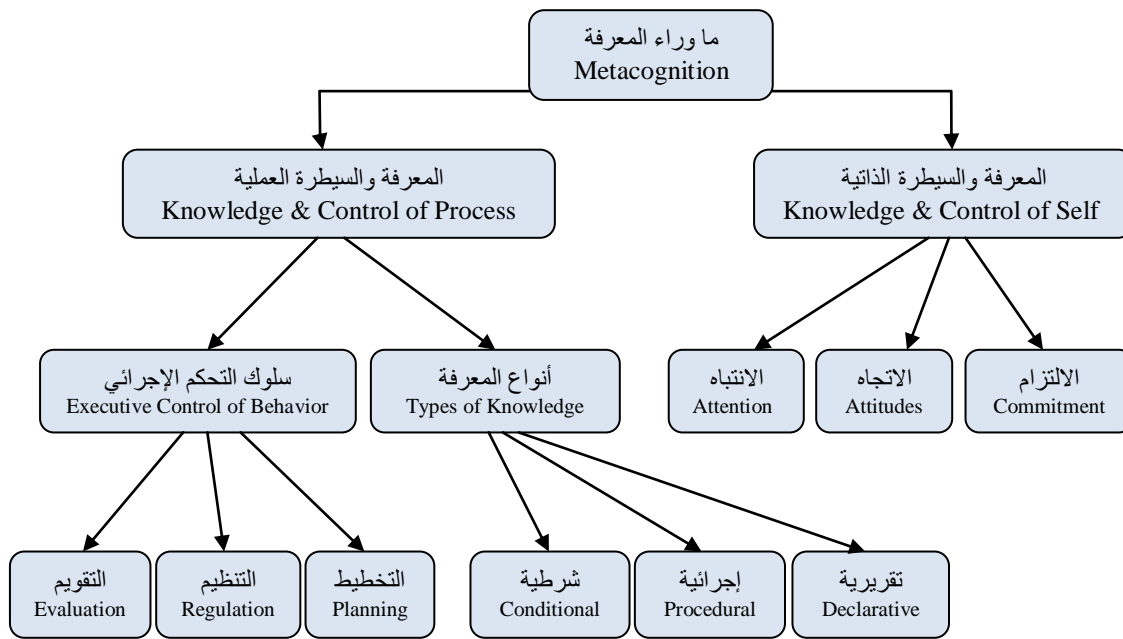 ما وراء المعرفة
Metacognition
المعرفة والسيطرة الذاتية
Knowledge & Control of Self
المعرفة والسيطرة العملية
Knowledge & Control of Process
الالتزام
Commitment
الاتجاه
Attitudes
الانتباه
Attention
أنواع المعرفة
Types of Knowledge
سلوك التحكم الإجرائي
Executive Control of Behavior
تقريرية
Declarative
إجرائية
Procedural
شرطية
Conditional
التخطيط
Planning
التنظيم
Regulation
التقويم
Evaluation